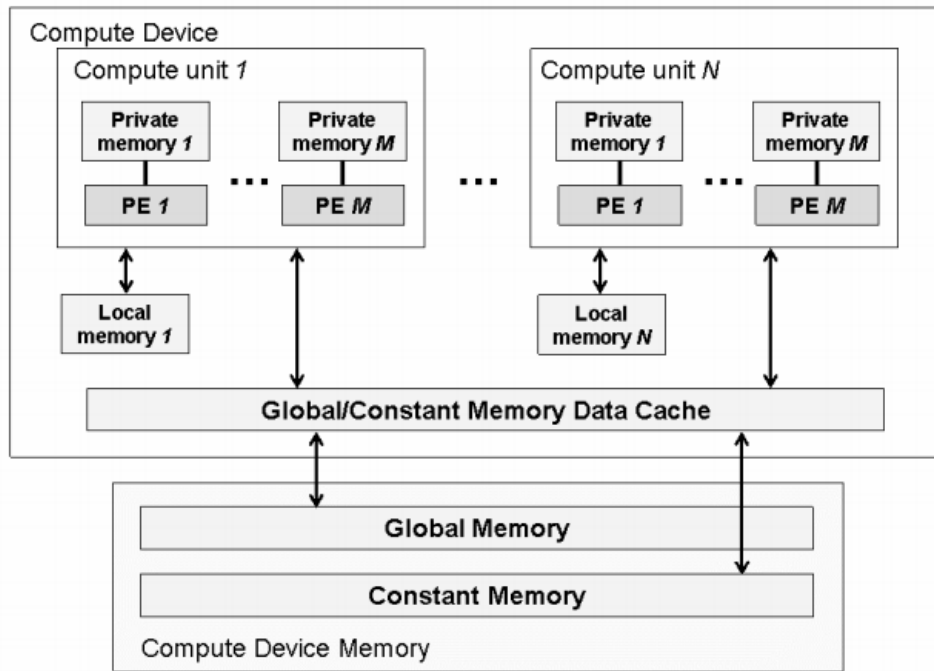 Compute Device
Compute unit 1
Compute unit N
Private
memory 1
Private
memory M
Private
memory 1
Private
memory M
...
...
...
PE 1
PE M
PE 1
PE M
Local
memory 1
Local
memory N
Global/Constant Memory Data Cache
Global Memory
Constant Memory
Compute Device Memory